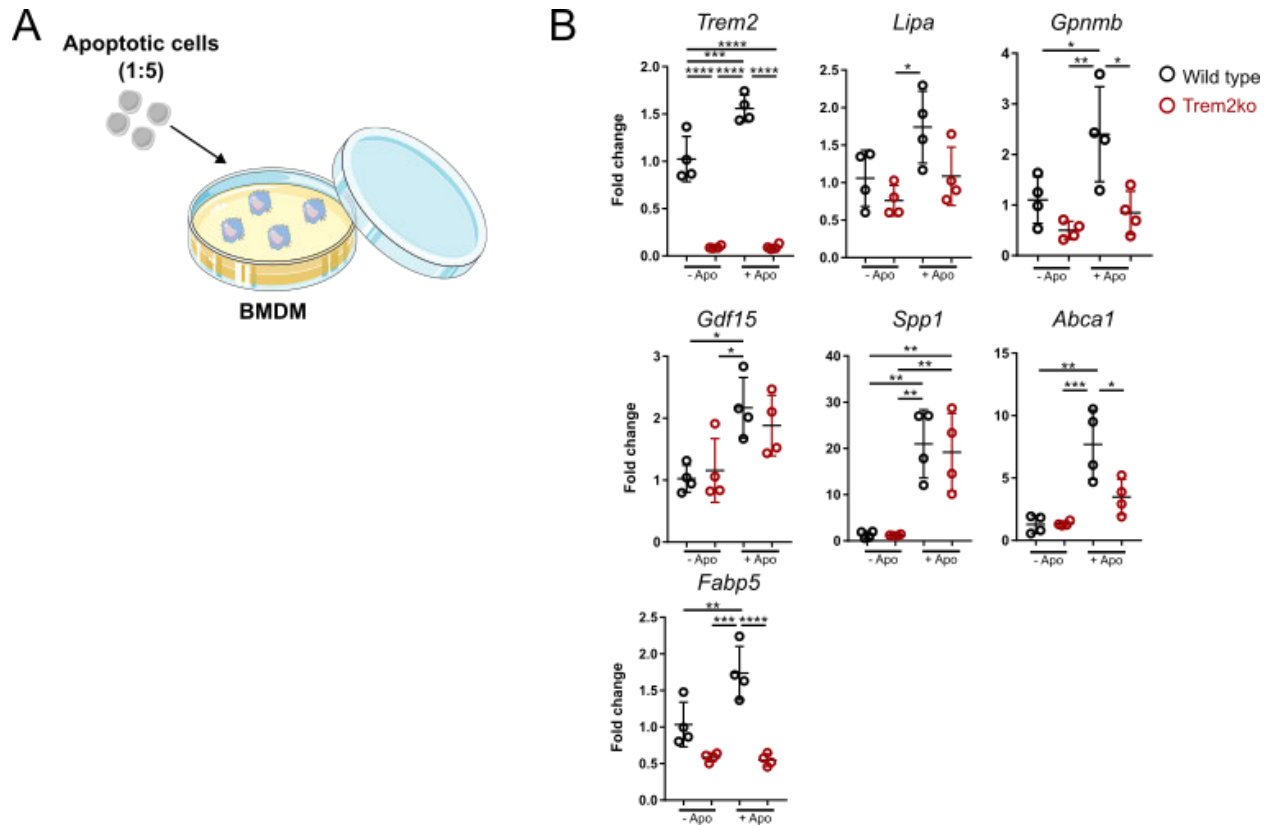 A
Apoptotic cells
(1:5)
BMDM
B
Trem2
Fold change
2.0
1.5
1.0
0.5
0.0
****
***
**** **** ****
- Apo + Apo
Lipa
2.5
2.0
1.5
1.0
0.5
0.0
*
- Apo + Apo
Gpnmb
4
3
2
1
0
*
** *
- Apo + Apo
Wild type
Trem2ko
Gdf15
Fold change
3
2
1
0
*
*
- Apo + Apo
Spp1
40
30
20
10
0
**
**
**
**
- Apo + Apo
Abca1
15
10
5
0
**
*** *
- Apo + Apo
Fabp5
Fold change
2.5
2.0
1.5
1.0
0.5
0.0
**
*** ****
- Apo + Apo